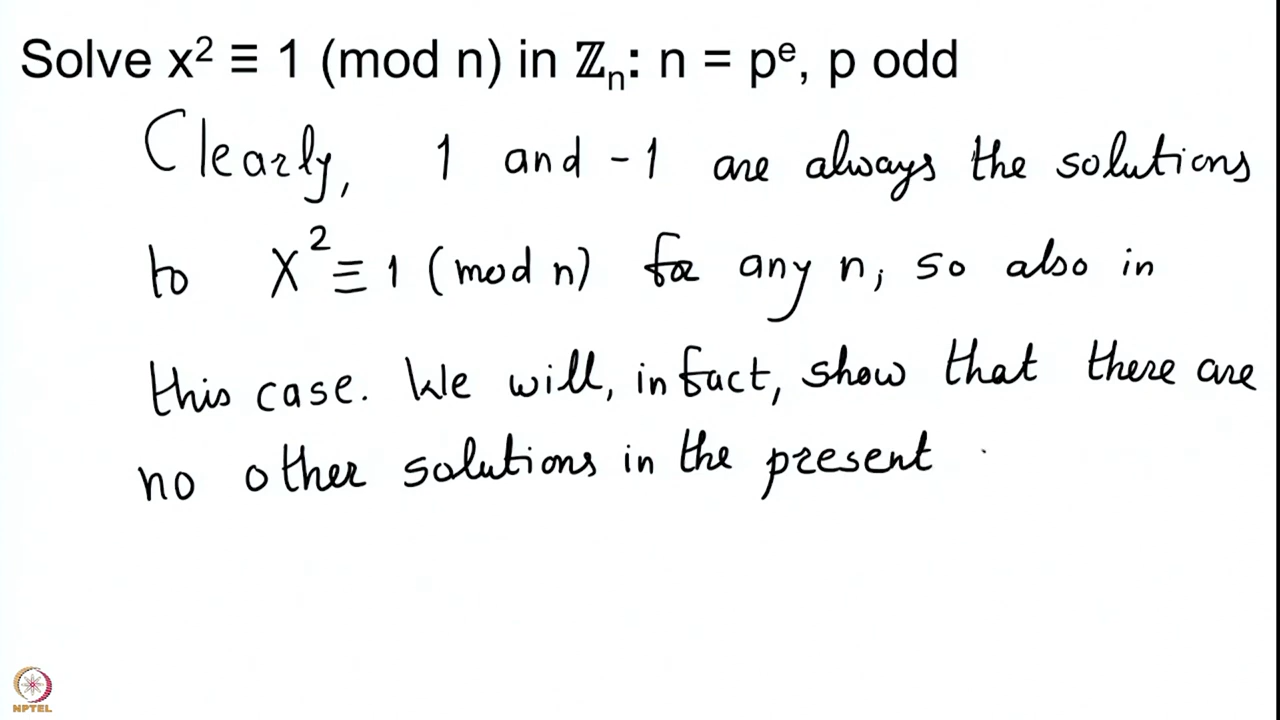 Solve x² ≡ 1 (mod n) in ℤₙ: n = pᵉ, p odd
Clearly, 1 and -1 are always the solutions
to X² ≡ 1 (mod n) for any n, so also in
this case. We will, in fact, show that there are
no other solutions in the present
NPTEL